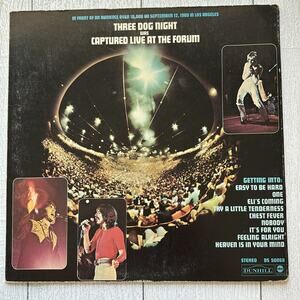 IN FRONT OF AN AUDIENCE OVER 18,000 ON SEPTEMBER 12, 1969 IN LOS ANGELES
THREE DOG NIGHT
WAS
CAPTURED LIVE AT THE FORUM
GETTING INTO:
EASY TO BE HARD
ONE
ELI'S COMING
TRY A LITTLE TENDERNESS
CHEST FEVER
NOBODY
IT'S FOR YOU
FEELING ALRIGHT
HEAVEN IS IN YOUR MIND
STEREO DS 50068
DUNHILL